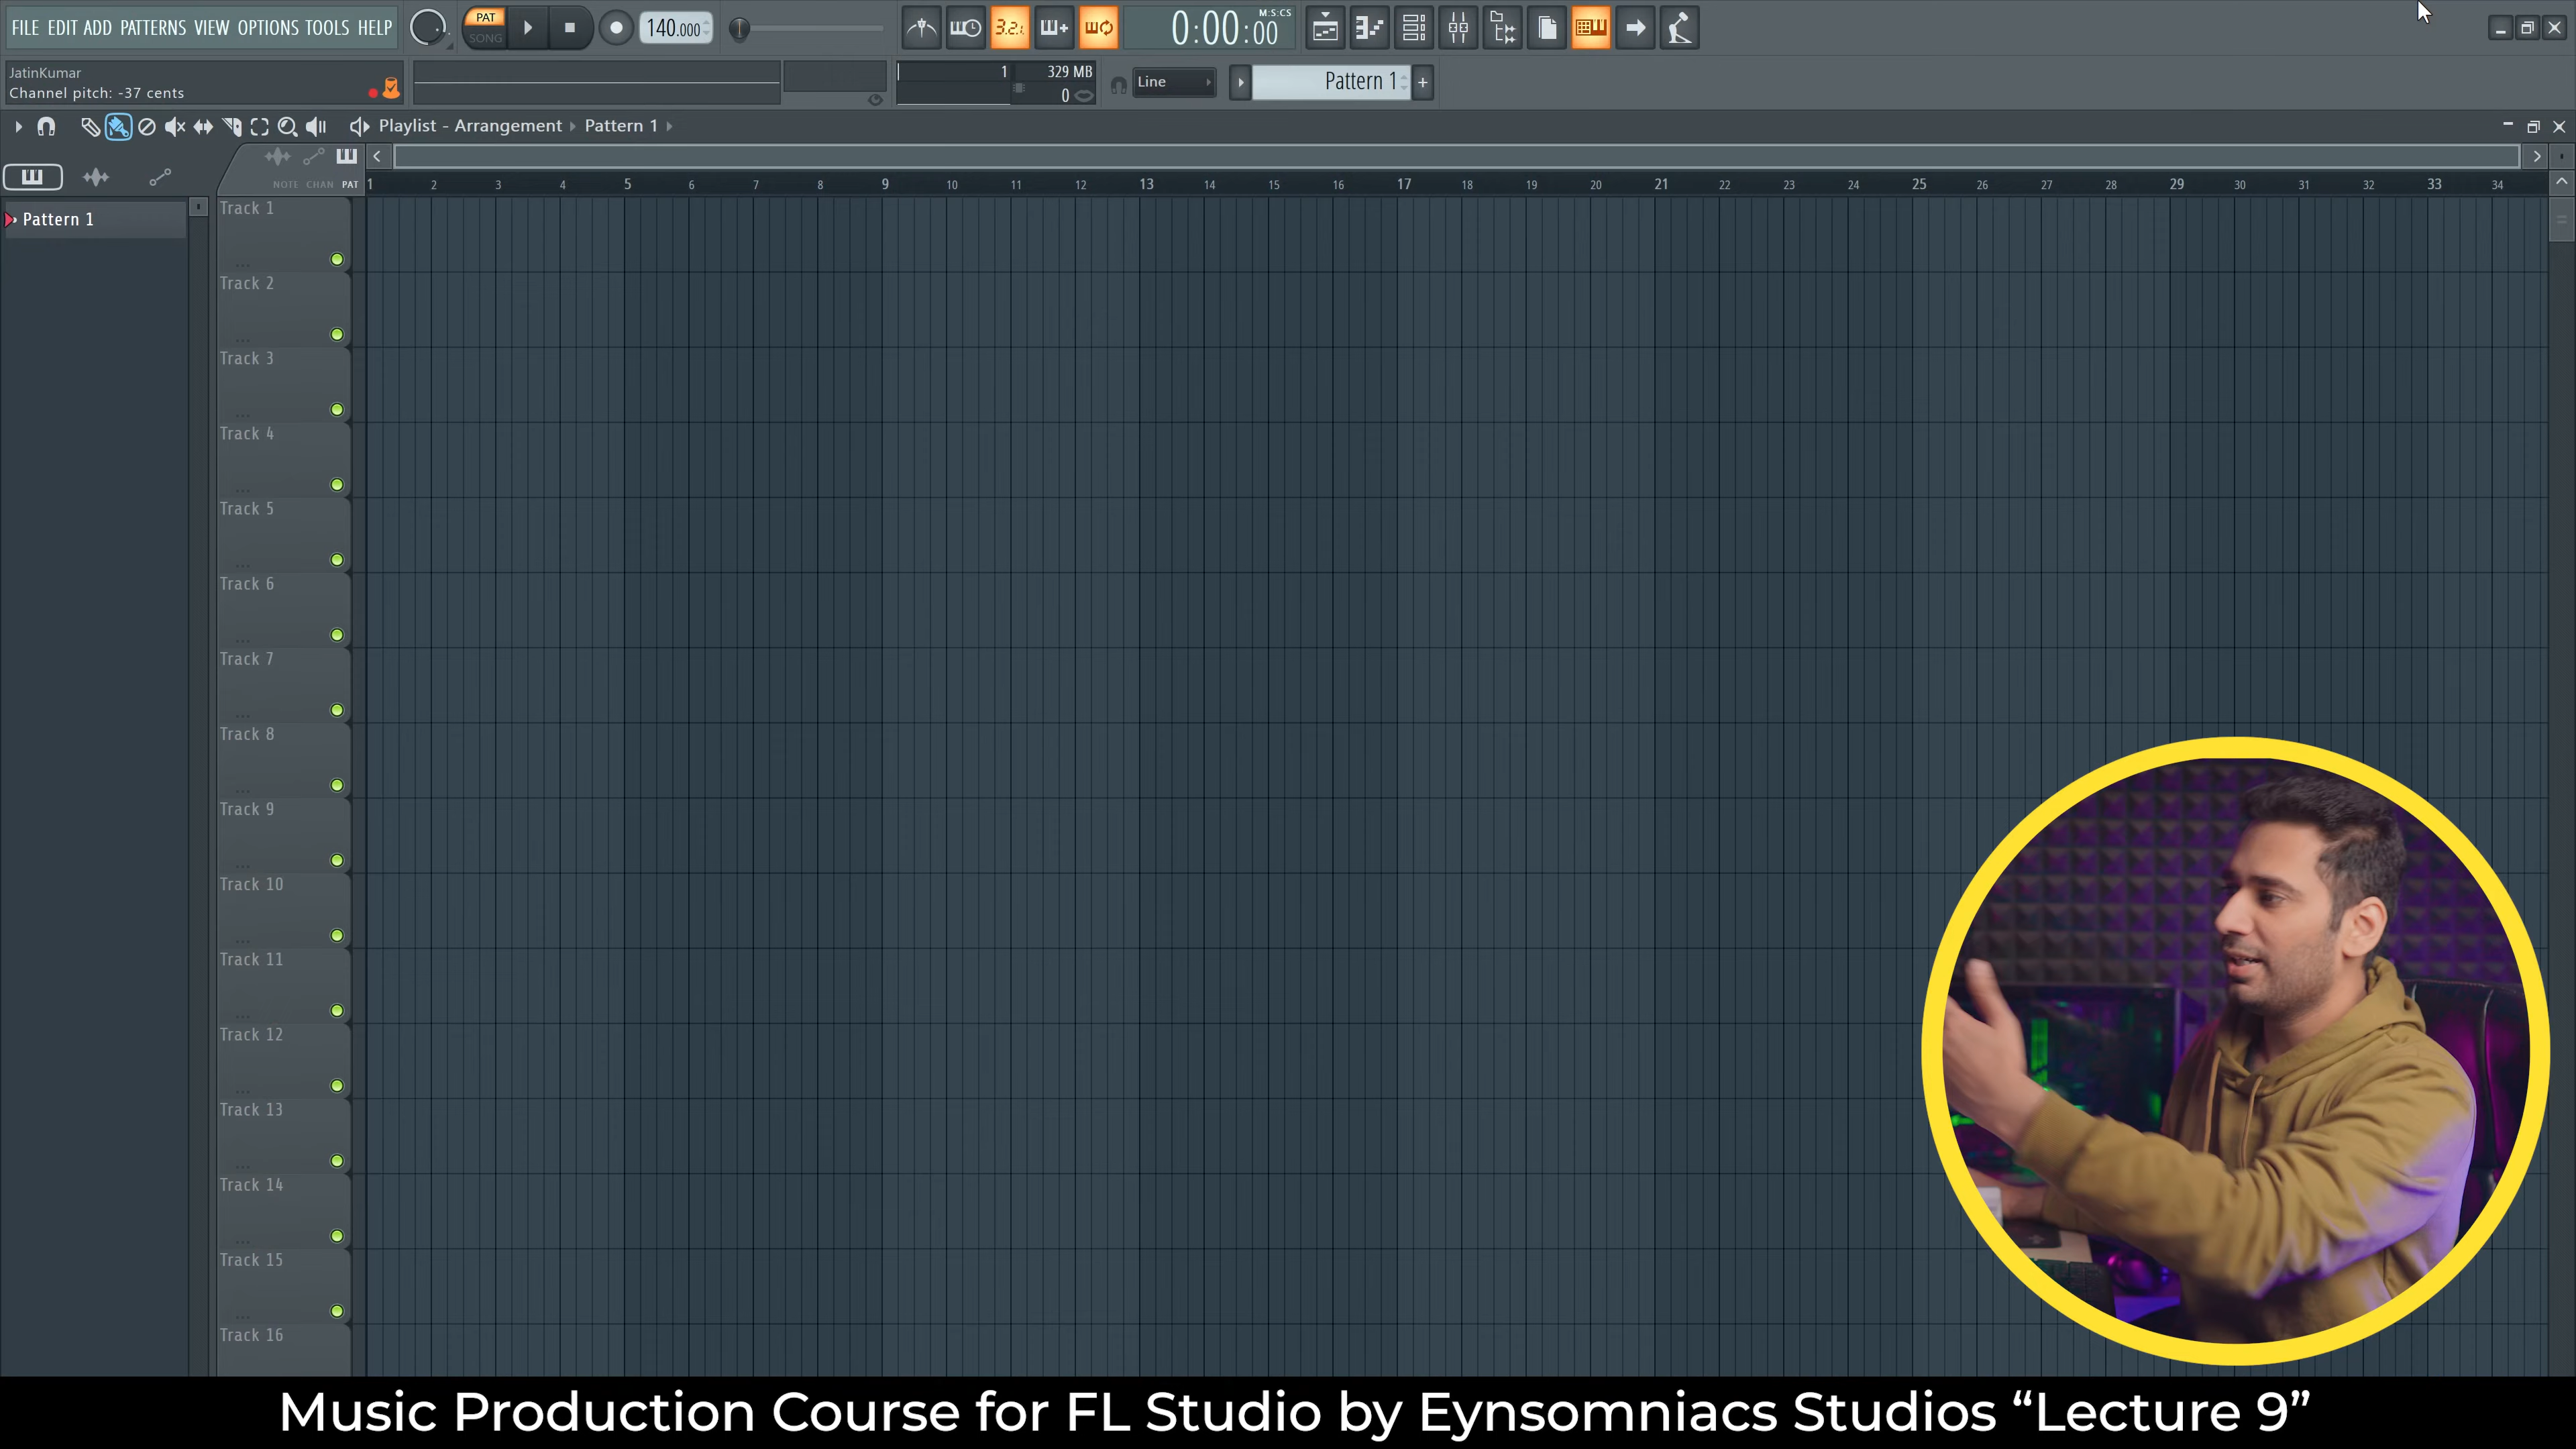 FILE EDIT ADD PATTERNS VIEW OPTIONS TOOLS HELP
PAT
SONG
140.000
3.2.
0:00:00
M:S:CS
JatinKumar
Channel pitch: -37 cents
1
329 MB
0
Line
Pattern 1
+
Playlist - Arrangement Pattern 1
NOTE CHAN PAT
1 2 3 4 5 6 7 8 9 10 11 12 13 14 15 16 17 18 19 20 21 22 23 24 25 26 27 28 29 30 31 32 33 34
Pattern 1
Track 1
Track 2
Track 3
Track 4
Track 5
Track 6
Track 7
Track 8
Track 9
Track 10
Track 11
Track 12
Track 13
Track 14
Track 15
Track 16
Music Production Course for FL Studio by Eynsomniacs Studios “Lecture 9”